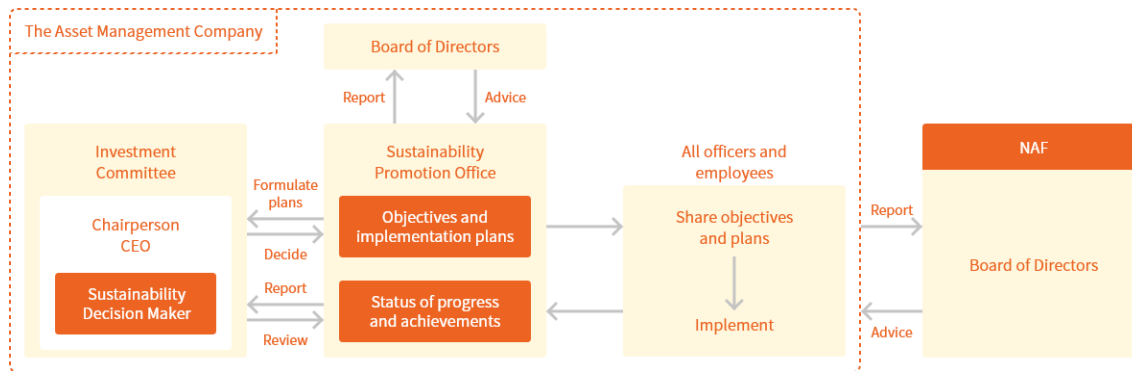 The Asset Management Company
Board of Directors
Report
Advice
Investment
Committee
Chairperson
CEO
Sustainability
Decision Maker
Formulate
plans
Decide
Report
Review
Sustainability
Promotion Office
Objectives and
implementation plans
Status of progress
and achievements
All officers and
employees
Share objectives
and plans
Implement
Report
Advice
NAF
Board of Directors